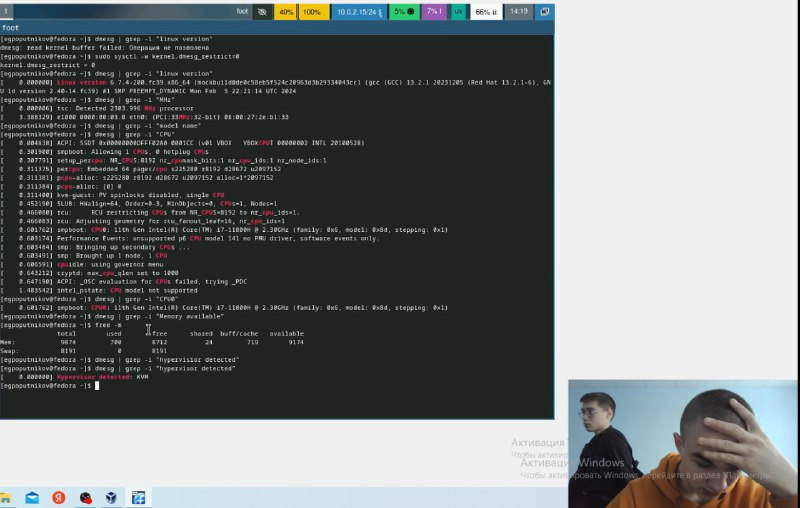 1 foot 40% 100% 10.0.2.15/24 5% 7% us 66% 14:19
foot
[egpoputnikov@fedora ~]$ dmesg | grep -i "linux version"
dmesg: read kernel buffer failed: Операция не позволена
[egpoputnikov@fedora ~]$ sudo sysctl -w kernel.dmesg_restrict=0
kernel.dmesg_restrict = 0
[egpoputnikov@fedora ~]$ dmesg | grep -i "linux version"
[    0.000000] Linux version 6.7.4-200.fc39.x86_64 (mockbuild@de0c58eb5f524c20963d3b29334043cc) (gcc (GCC) 13.2.1 20231205 (Red Hat 13.2.1-6), GN
U ld version 2.40-14.fc39) #1 SMP PREEMPT_DYNAMIC Mon Feb  5 22:21:14 UTC 2024
[egpoputnikov@fedora ~]$ dmesg | grep -i "MHz"
[    0.000006] tsc: Detected 2303.996 MHz processor
[    3.388329] e1000 0000:00:03.0 eth0: (PCI:33MHz:32-bit) 08:00:27:2e:b1:33
[egpoputnikov@fedora ~]$ dmesg | grep -i "model name"
[egpoputnikov@fedora ~]$ dmesg | grep -i "CPU"
[    0.004838] ACPI: SSDT 0x00000000DFFF02A0 0001CC (v01 VBOX   VBOXCPUT 00000002 INTL 20100528)
[    0.301900] smpboot: Allowing 1 CPUs, 0 hotplug CPUs
[    0.307791] setup_percpu: NR_CPUS:8192 nr_cpumask_bits:1 nr_cpu_ids:1 nr_node_ids:1
[    0.311375] percpu: Embedded 64 pages/cpu s225280 r8192 d28672 u2097152
[    0.311381] pcpu-alloc: s225280 r8192 d28672 u2097152 alloc=1*2097152
[    0.311384] pcpu-alloc: [0] 0
[    0.311400] kvm-guest: PV spinlocks disabled, single CPU
[    0.452190] SLUB: HWalign=64, Order=0-3, MinObjects=0, CPUs=1, Nodes=1
[    0.466080] rcu:     RCU restricting CPUs from NR_CPUS=8192 to nr_cpu_ids=1.
[    0.466083] rcu: Adjusting geometry for rcu_fanout_leaf=16, nr_cpu_ids=1
[    0.601762] smpboot: CPU0: 11th Gen Intel(R) Core(TM) i7-11800H @ 2.30GHz (family: 0x6, model: 0x8d, stepping: 0x1)
[    0.603174] Performance Events: unsupported p6 CPU model 141 no PMU driver, software events only.
[    0.603484] smp: Bringing up secondary CPUs ...
[    0.603491] smp: Brought up 1 node, 1 CPU
[    0.606591] cpuidle: using governor menu
[    0.643212] cryptd: max_cpu_qlen set to 1000
[    0.647190] ACPI: _OSC evaluation for CPUs failed, trying _PDC
[    1.483542] intel_pstate: CPU model not supported
[egpoputnikov@fedora ~]$ dmesg | grep -i "CPU0"
[    0.601762] smpboot: CPU0: 11th Gen Intel(R) Core(TM) i7-11800H @ 2.30GHz (family: 0x6, model: 0x8d, stepping: 0x1)
[egpoputnikov@fedora ~]$ dmesg | grep -i "Memory available"
[egpoputnikov@fedora ~]$ free -m
total used free shared buff/cache available
Mem: 9874 700 8712 24 719 9174
Swap: 8191 0 8191
[egpoputnikov@fedora ~]$ dmesg | grep -i "hypervisior detected"
[egpoputnikov@fedora ~]$ dmesg | grep -i "hypervisor detected"
[    0.000000] Hypervisor detected: KVM
[egpoputnikov@fedora ~]$
Активация
Чтобы активир
Активация Windows
Чтобы активировать Windows, перейдите в раздел "Параметры